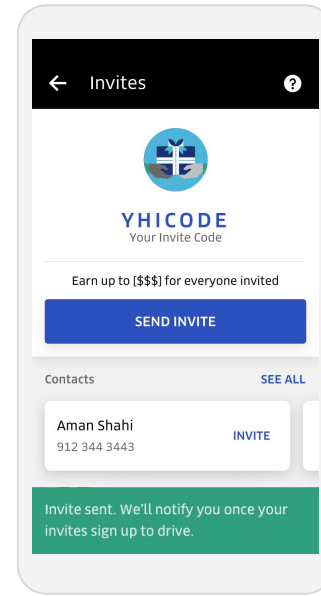 Invites
?
YHICODE
Your Invite Code
Earn up to [$$$] for everyone invited
SEND INVITE
Contacts
SEE ALL
Aman Shahi
912 344 3443
INVITE
Invite sent. We'll notify you once your
invites sign up to drive.